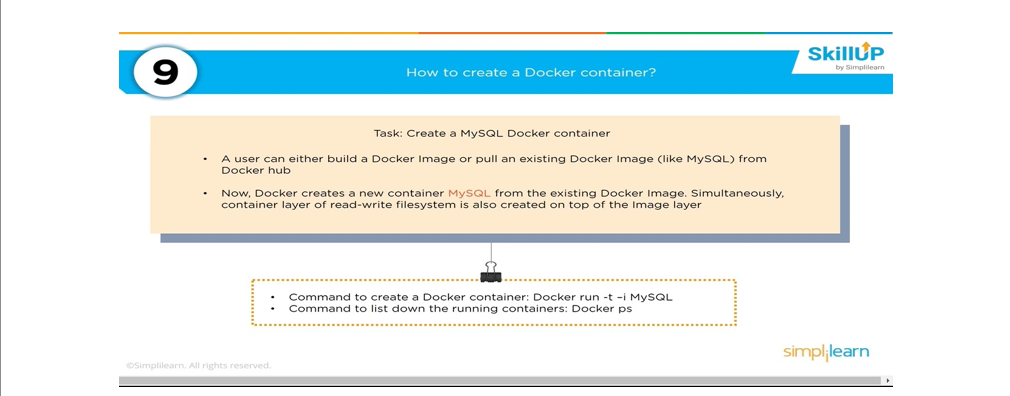 9
How to create a Docker container?
SkillUP
by Simplilearn
Task: Create a MySQL Docker container
• A user can either build a Docker Image or pull an existing Docker Image (like MySQL) from
Docker hub
• Now, Docker creates a new container MySQL from the existing Docker Image. Simultaneously,
container layer of read-write filesystem is also created on top of the Image layer
• Command to create a Docker container: Docker run -t –i MySQL
• Command to list down the running containers: Docker ps
simplilearn
©Simplilearn. All rights reserved.